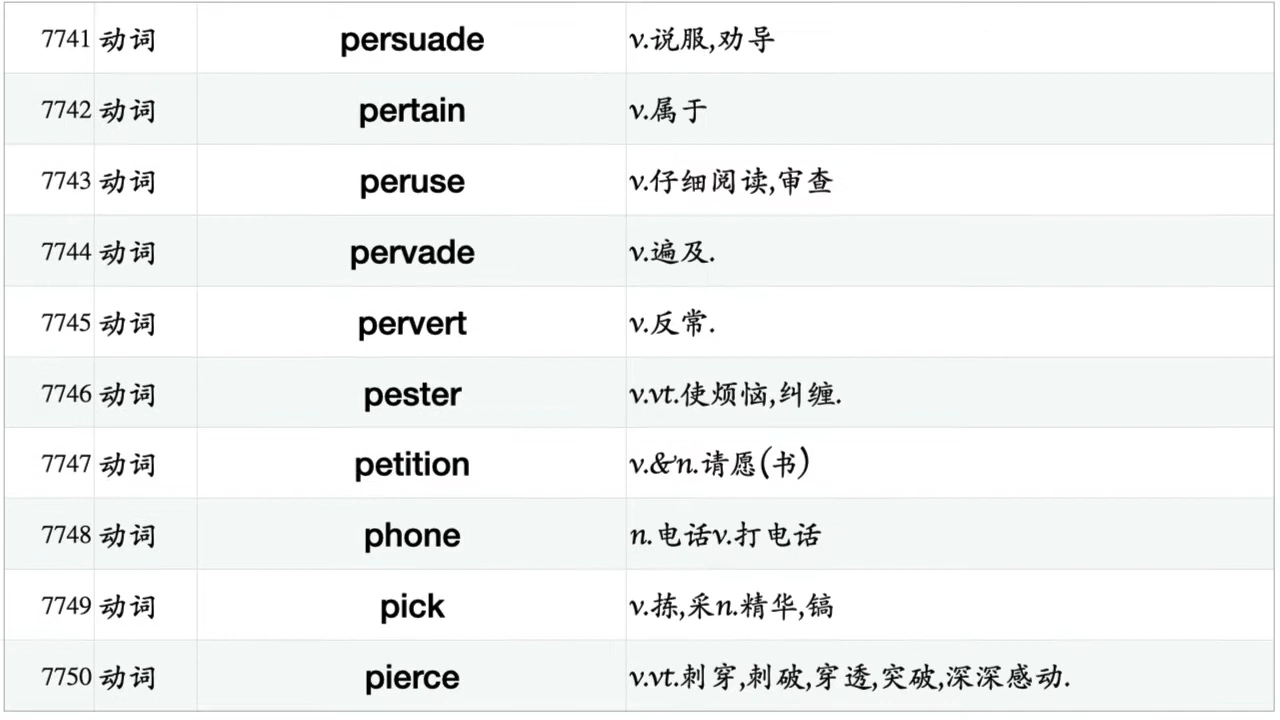 7741 动词 persuade v.说服,劝导
7742 动词 pertain v.属于
7743 动词 peruse v.仔细阅读,审查
7744 动词 pervade v.遍及.
7745 动词 pervert v.反常.
7746 动词 pester v.vt.使烦恼,纠缠.
7747 动词 petition v.&n.请愿(书)
7748 动词 phone n.电话v.打电话
7749 动词 pick v.拣,采n.精华,镐
7750 动词 pierce v.vt.刺穿,刺破,穿透,突破,深深感动.